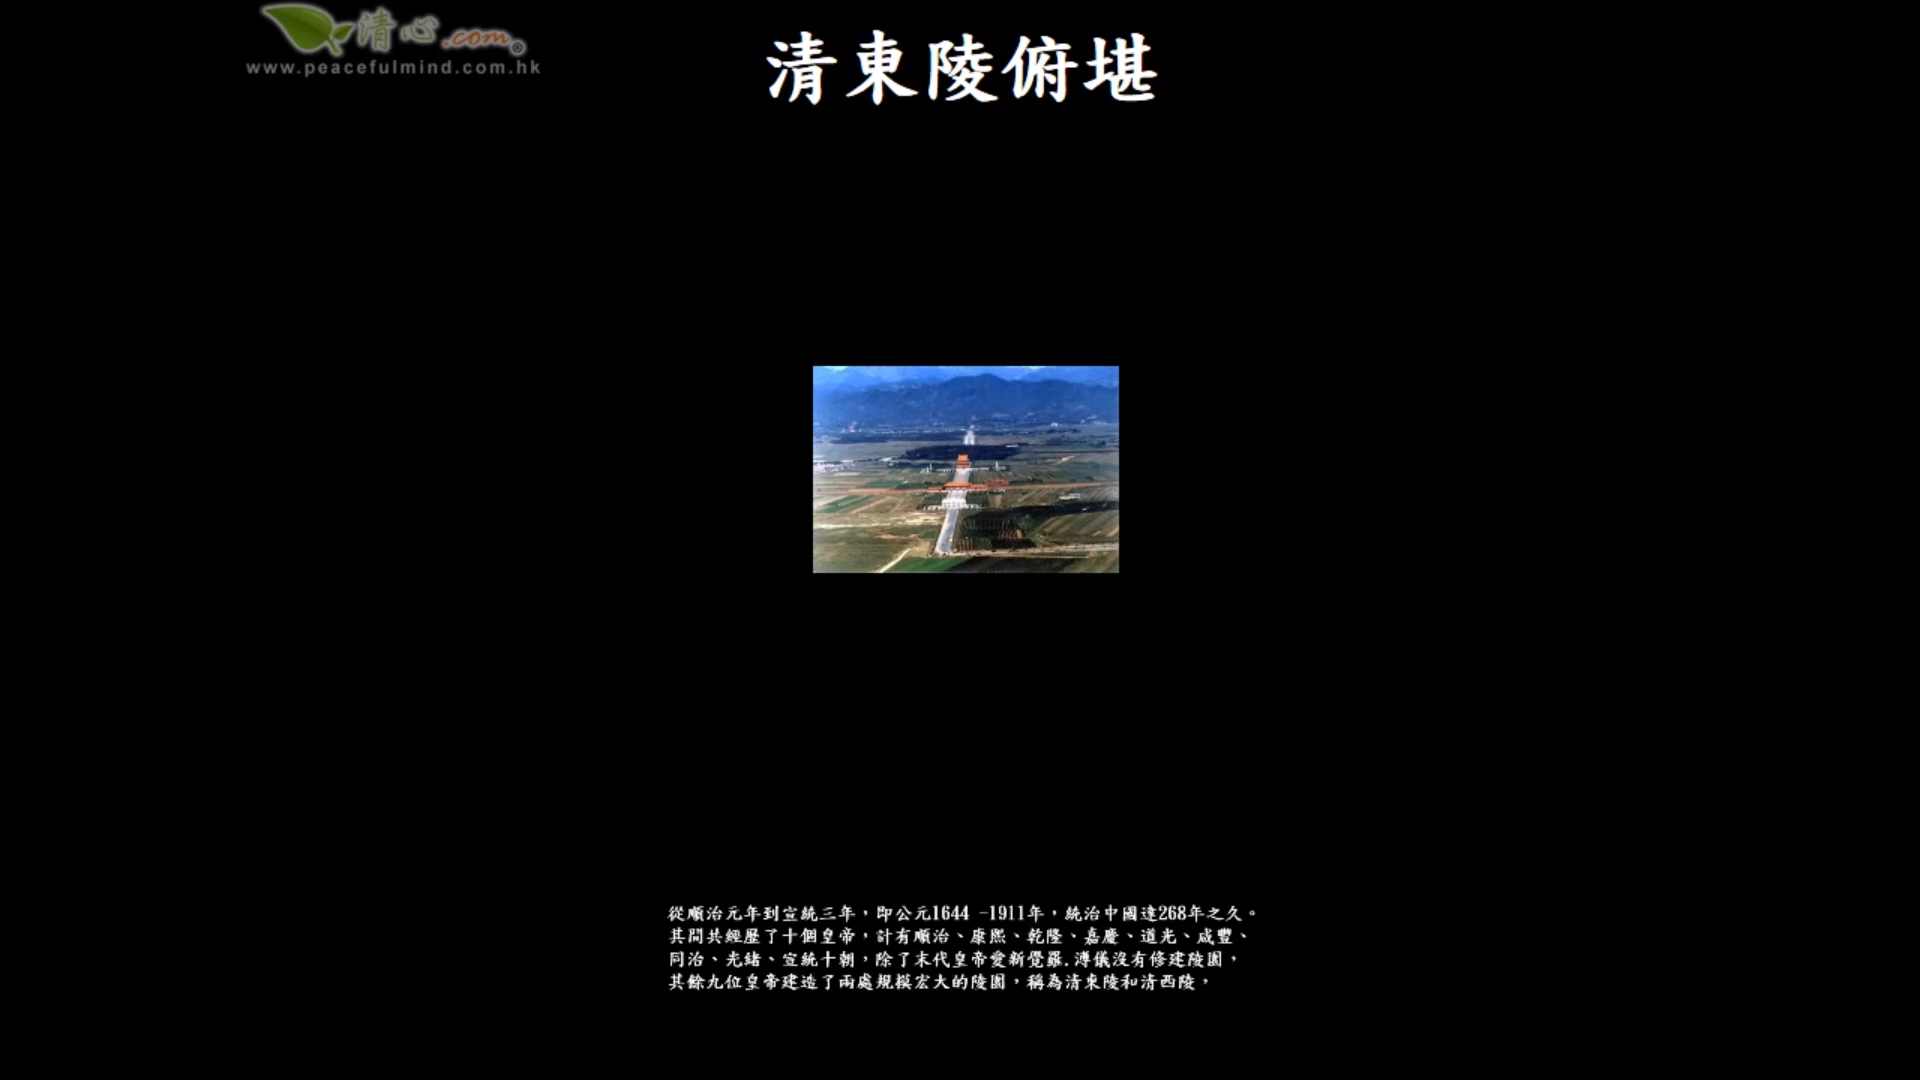 清心.com®
www.peacefulmind.com.hk
清東陵俯堪
從順治元年到宣統三年，即公元1644 -1911年，統治中國達268年之久。
其間共經歷了十個皇帝，計有順治、康熙、乾隆、嘉慶、道光、咸豐、
同治、光緒、宣統十朝，除了末代皇帝愛新覺羅.溥儀沒有修建陵園，
其餘九位皇帝建造了兩處規模宏大的陵園，稱為清東陵和清西陵，